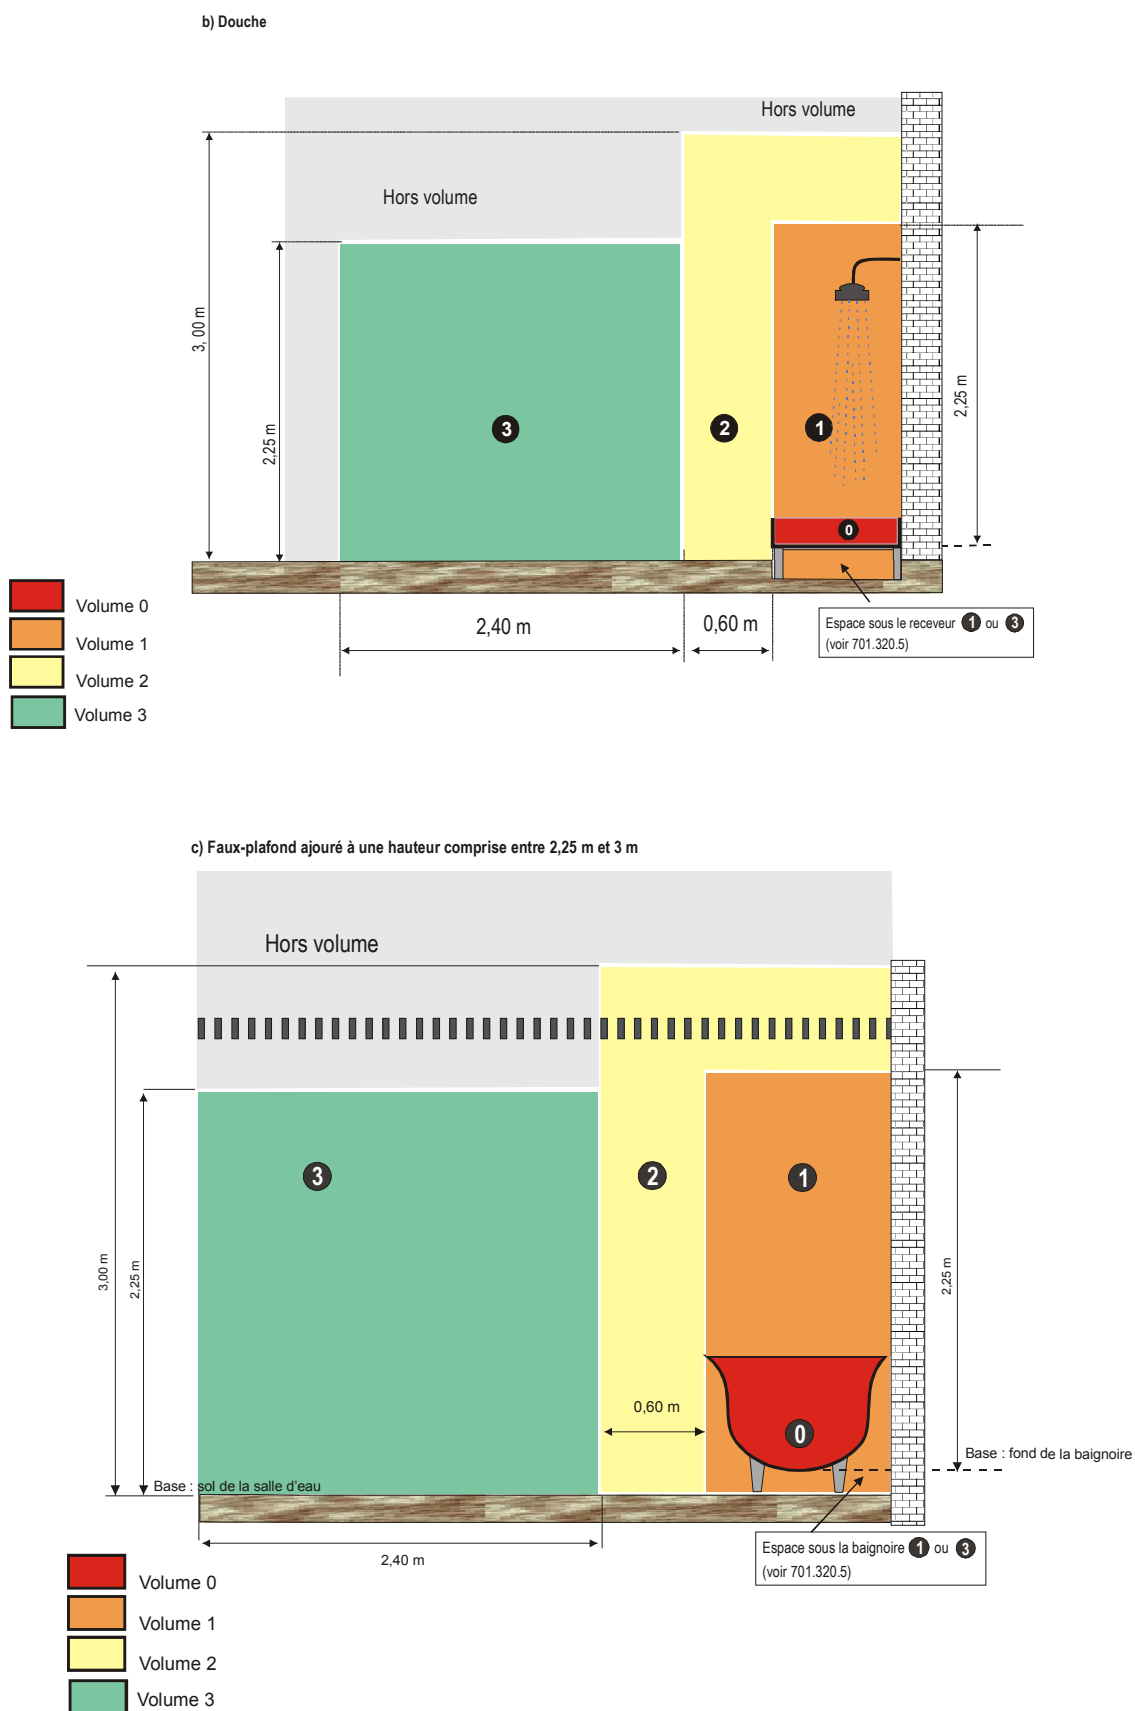 b) Douche
Hors volume
Hors volume
3, 00 m
2,25 m
2,25 m
3
2
1
0
Volume 0
Volume 1
Volume 2
Volume 3
2,40 m
0,60 m
Espace sous le receveur 1 ou 3
(voir 701.320.5)
c) Faux-plafond ajouré à une hauteur comprise entre 2,25 m et 3 m
Hors volume
3
2
1
3,00 m
2,25 m
2,25 m
0,60 m
0
Base : fond de la baignoire
Base : sol de la salle d'eau
2,40 m
Espace sous la baignoire 1 ou 3
(voir 701.320.5)
Volume 0
Volume 1
Volume 2
Volume 3